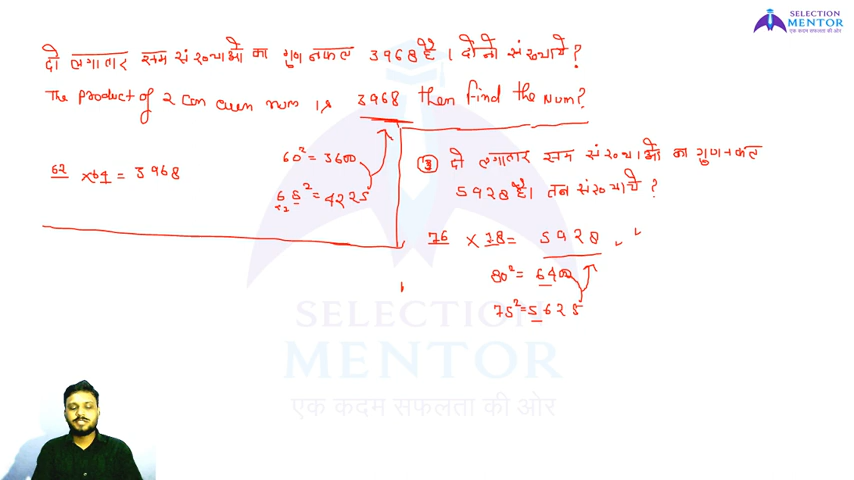 SELECTION
MENTOR
एक कदम सफलता की ओर
दो लगातार सम संख्याओ का गुणनफल 3968 है। दोनो संख्याये ?
The product of 2 con even num is 3968 then find the Num?
62 × 64 = 3968
60² = 3600
65² = 4225
×2
③ दो लगातार सम संख्याओ का गुणनफल
5928 है। तब संख्याये ?
76 × 78 = 5928
80² = 6400
75² = 5625
SELECTION
MENTOR
एक कदम सफलता की ओर